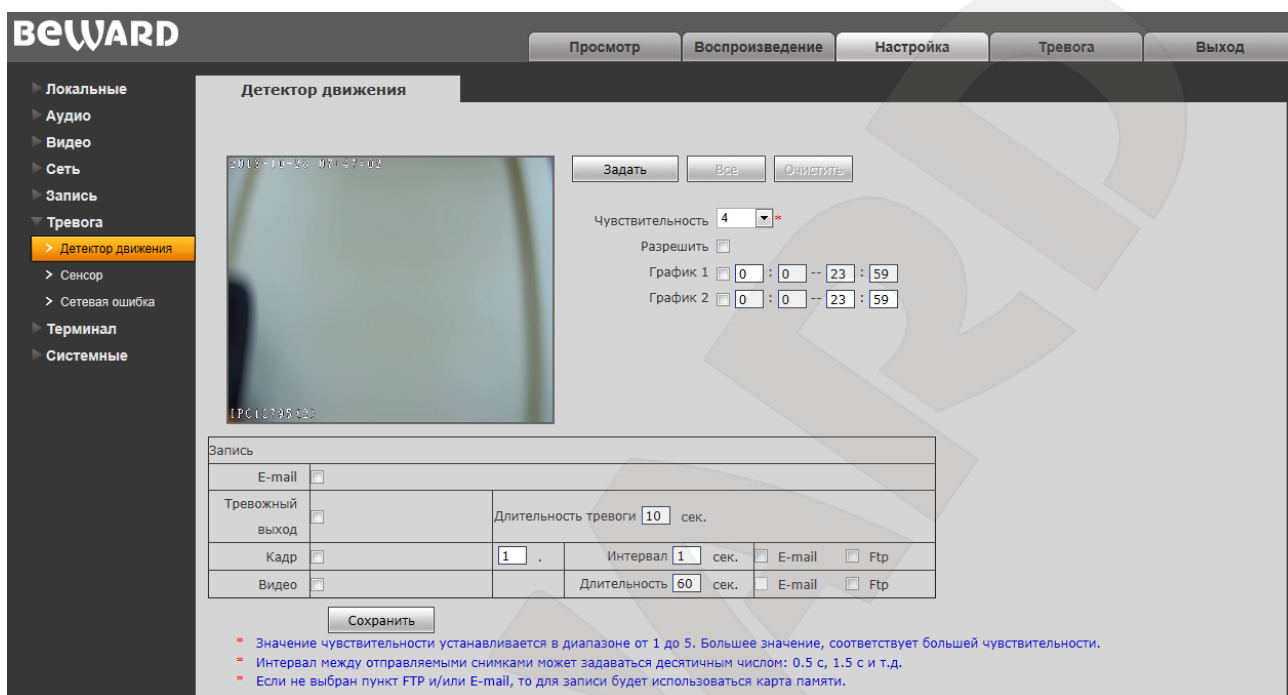 BEWARD
Просмотр Воспроизведение Настройка Тревога Выход
Локальные
Аудио
Видео
Сеть
Запись
Тревога
Детектор движения
Сенсор
Сетевая ошибка
Терминал
Системные
Детектор движения
Задать Все Очистить
Чувствительность 4 *
Разрешить
График 1 0 : 0 -- 23 : 59
График 2 0 : 0 -- 23 : 59
Запись
E-mail
Тревожный
выход
Длительность тревоги 10 сек.
Кадр 1 . Интервал 1 сек. E-mail Ftp
Видео Длительность 60 сек. E-mail Ftp
Сохранить
* Значение чувствительности устанавливается в диапазоне от 1 до 5. Большее значение, соответствует большей чувствительности.
* Интервал между отправляемыми снимками может задаваться десятичным числом: 0.5 с, 1.5 с и т.д.
* Если не выбран пункт FTP и/или E-mail, то для записи будет использоваться карта памяти.